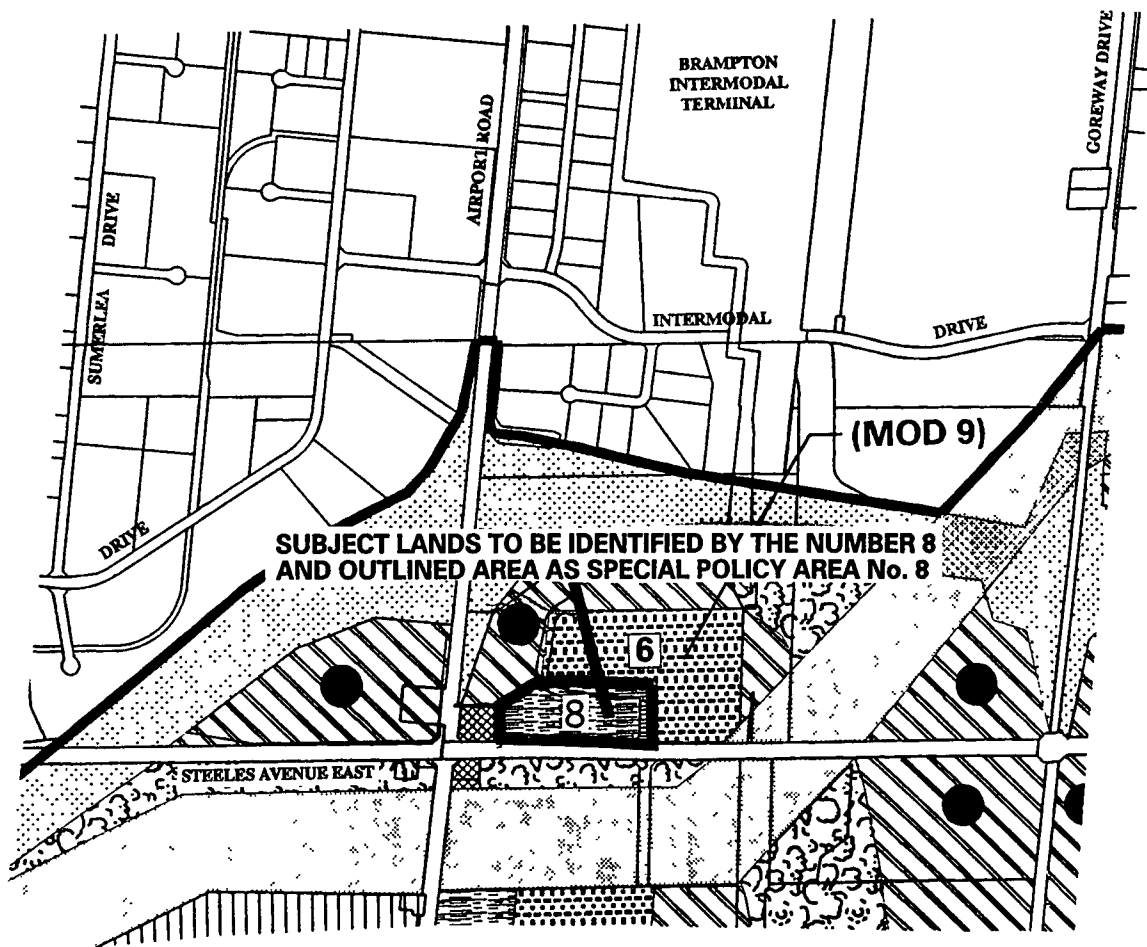 BRAMPTON
INTERMODAL
TERMINAL
GOREWAY DRIVE
AIRPORT ROAD
DRIVE
SUMERLEA
INTERMODAL
DRIVE
(MOD 9)
DRIVE
SUBJECT LANDS TO BE IDENTIFIED BY THE NUMBER 8
AND OUTLINED AREA AS SPECIAL POLICY AREA No. 8
6
8
STEELES AVENUE EAST